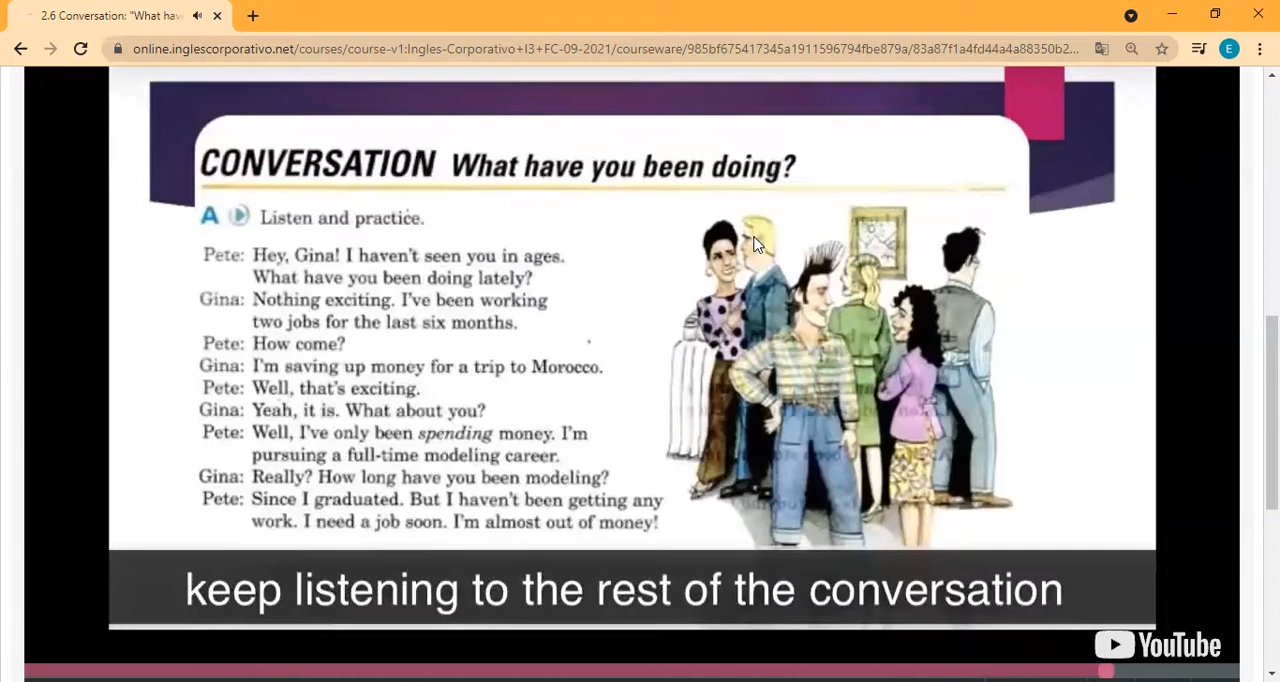 2.6 Conversation: "What hav
online.inglescorporativo.net/courses/course-v1:Ingles-Corporativo+I3+FC-09-2021/courseware/985bf675417345a1911596794fbe879a/83a87f1a4fd44a4a88350b2...
E
CONVERSATION What have you been doing?
A Listen and practice.
Pete: Hey, Gina! I haven't seen you in ages.
What have you been doing lately?
Gina: Nothing exciting. I've been working
two jobs for the last six months.
Pete: How come?
Gina: I'm saving up money for a trip to Morocco.
Pete: Well, that's exciting.
Gina: Yeah, it is. What about you?
Pete: Well, I've only been spending money. I'm
pursuing a full-time modeling career.
Gina: Really? How long have you been modeling?
Pete: Since I graduated. But I haven't been getting any
work. I need a job soon. I'm almost out of money!
keep listening to the rest of the conversation
YouTube